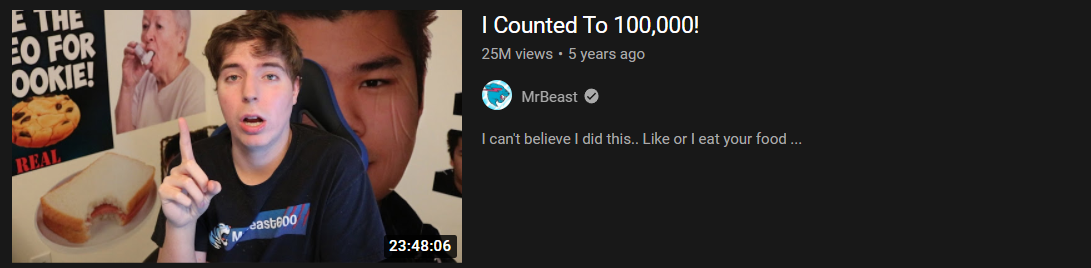 E THE
EO FOR
OOKIE!
REAL
MrBeast6000
23:48:06
I Counted To 100,000!
25M views • 5 years ago
MrBeast
I can't believe I did this.. Like or I eat your food ...